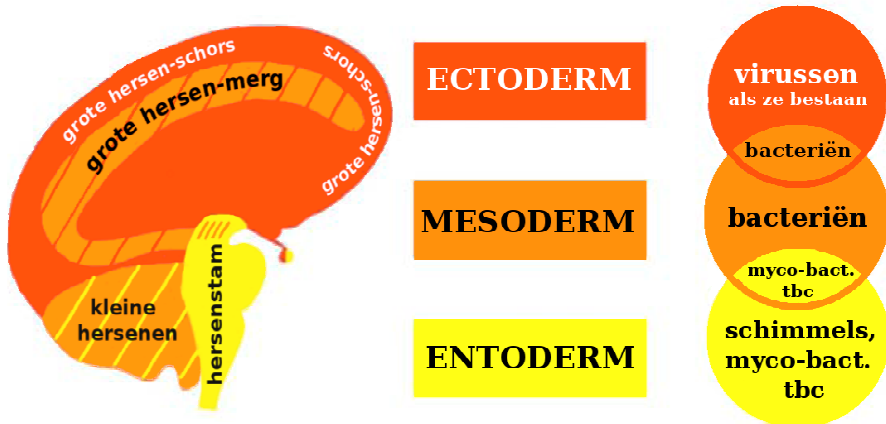 grote hersen-schors
grote hersen-schors
grote hersen-merg
kleine
hersenen
hersenstam
ECTODERM
MESODERM
ENTODERM
virussen
als ze bestaan
bacteriën
bacteriën
myco-bact.
tbc
schimmels,
myco-bact.
tbc